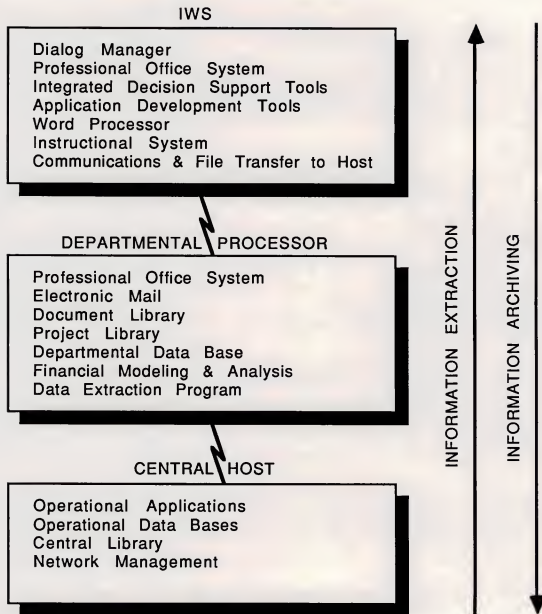 IWS
Dialog Manager
Professional Office System
Integrated Decision Support Tools
Application Development Tools
Word Processor
Instructional System
Communications & File Transfer to Host
DEPARTMENTAL PROCESSOR
Professional Office System
Electronic Mail
Document Library
Project Library
Departmental Data Base
Financial Modeling & Analysis
Data Extraction Program
CENTRAL HOST
Operational Applications
Operational Data Bases
Central Library
Network Management
INFORMATION EXTRACTION
INFORMATION ARCHIVING